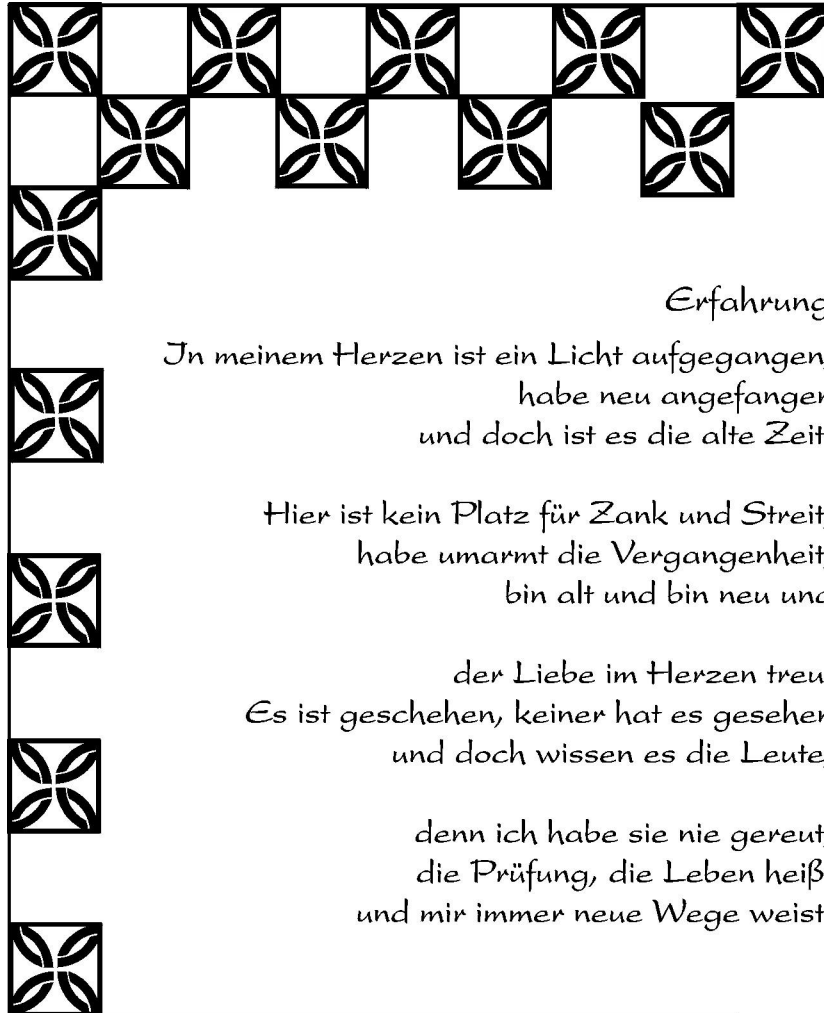 Erfahrung
In meinem Herzen ist ein Licht aufgegangen,
habe neu angefangen
und doch ist es die alte Zeit
Hier ist kein Platz für Zank und Streit,
habe umarmt die Vergangenheit,
bin alt und bin neu und
der Liebe im Herzen treu
Es ist geschehen, keiner hat es gesehen
und doch wissen es die Leute,
denn ich habe sie nie gereut,
die Prüfung, die Leben heiß
und mir immer neue Wege weist